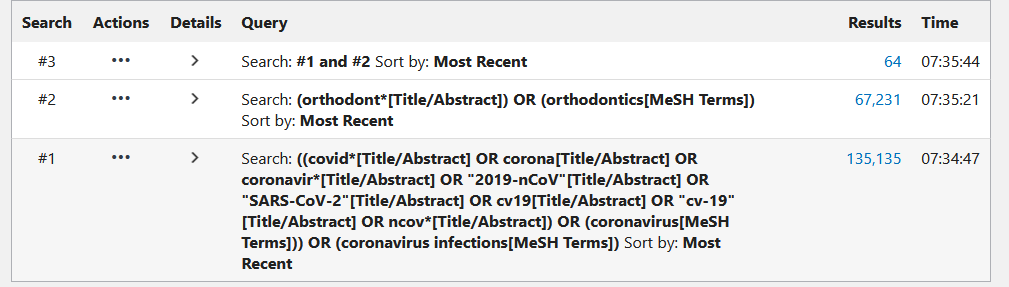 Search Actions Details Query Results Time
#3 ••• > Search: #1 and #2 Sort by: Most Recent 64 07:35:44
#2 ••• > Search: (orthodont*[Title/Abstract]) OR (orthodontics[MeSH Terms]) 67,231 07:35:21
Sort by: Most Recent
#1 ••• > Search: ((covid*[Title/Abstract] OR corona[Title/Abstract] OR 135,135 07:34:47
coronavir*[Title/Abstract] OR "2019-nCoV"[Title/Abstract] OR
"SARS-CoV-2"[Title/Abstract] OR cv19[Title/Abstract] OR "cv-19"
[Title/Abstract] OR ncov*[Title/Abstract]) OR (coronavirus[MeSH
Terms])) OR (coronavirus infections[MeSH Terms]) Sort by: Most
Recent